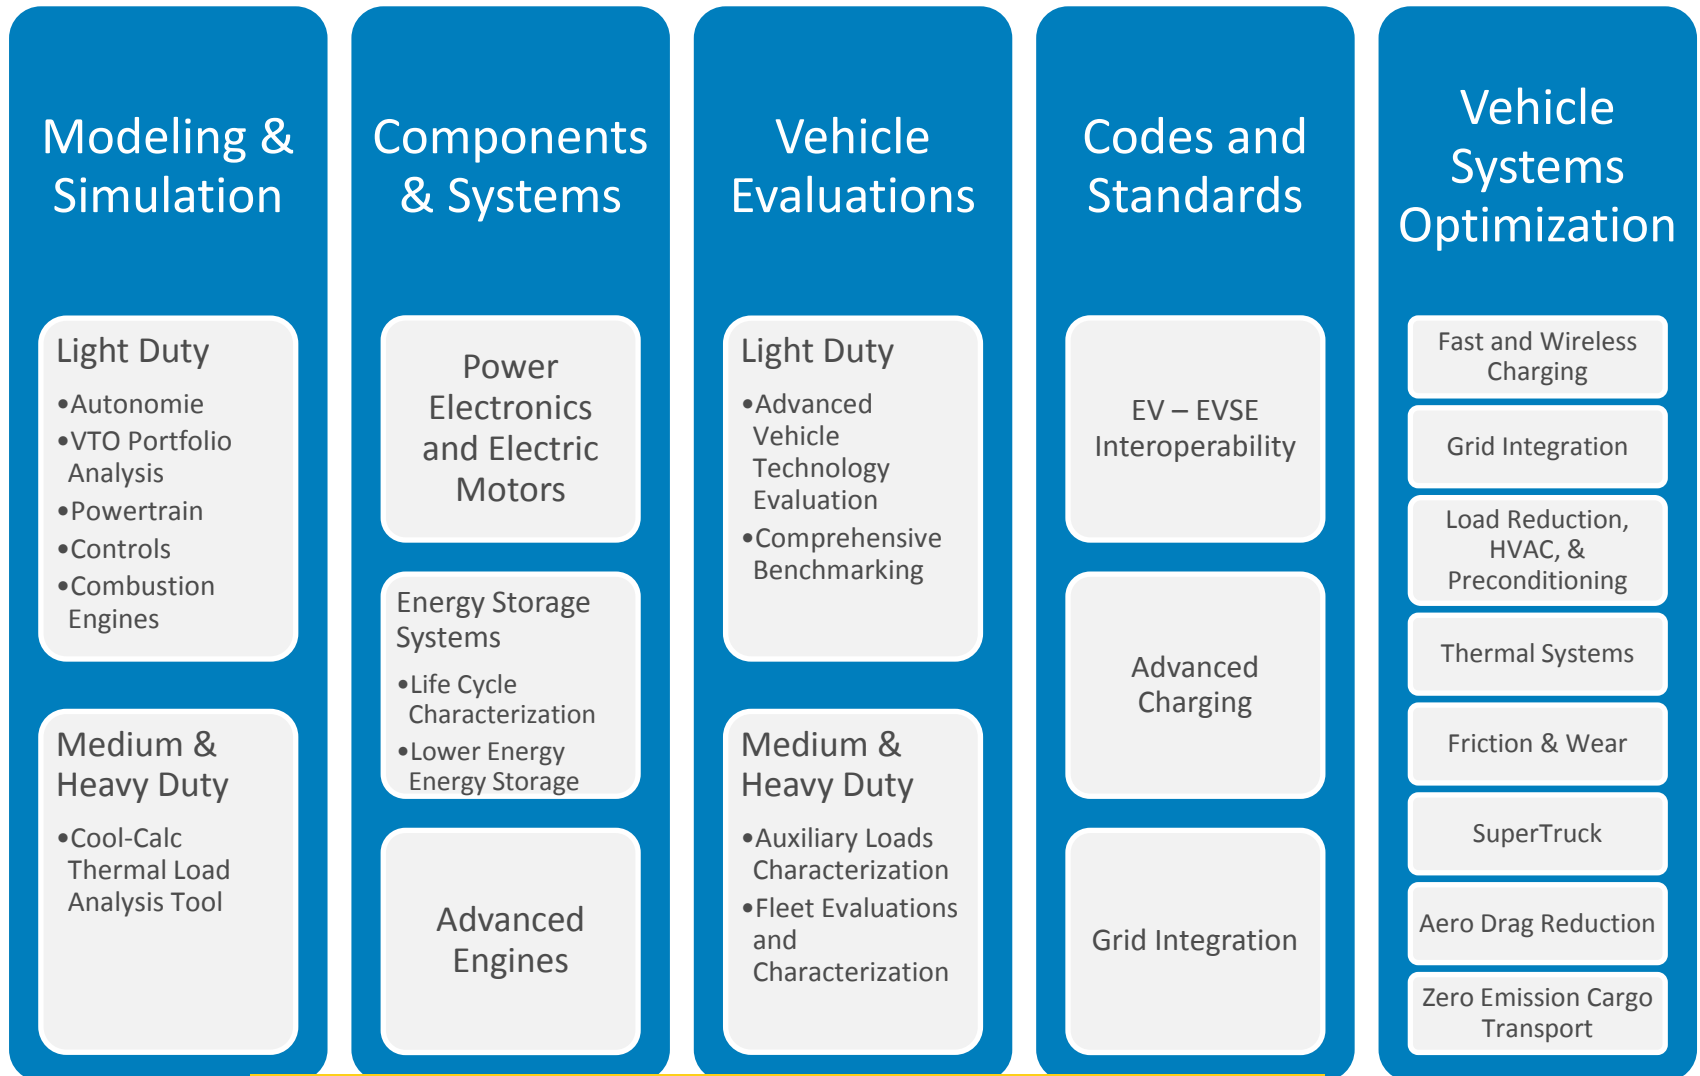 Modeling &
Simulation
Light Duty
•Autonomie
•VTO Portfolio
Analysis
•Powertrain
•Controls
•Combustion
Engines
Medium &
Heavy Duty
•Cool-Calc
Thermal Load
Analysis Tool
Components
& Systems
Power
Electronics
and Electric
Motors
Energy Storage
Systems
•Life Cycle
Characterization
•Lower Energy
Energy Storage
Advanced
Engines
Vehicle
Evaluations
Light Duty
•Advanced
Vehicle
Technology
Evaluation
•Comprehensive
Benchmarking
Medium &
Heavy Duty
•Auxiliary Loads
Characterization
•Fleet Evaluations
and
Characterization
Codes and
Standards
EV – EVSE
Interoperability
Advanced
Charging
Grid Integration
Vehicle
Systems
Optimization
Fast and Wireless
Charging
Grid Integration
Load Reduction,
HVAC, &
Preconditioning
Thermal Systems
Friction & Wear
SuperTruck
Aero Drag Reduction
Zero Emission Cargo
Transport